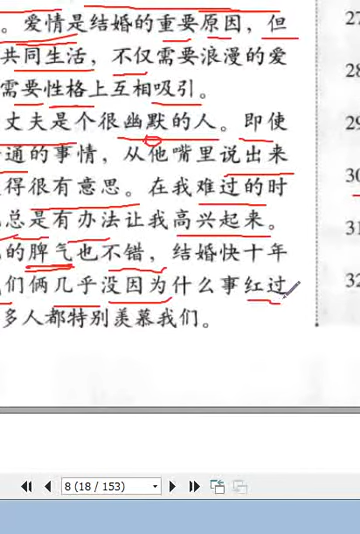 。爱情是结婚的重要原因，但
共同生活，不仅需要浪漫的爱
需要性格上互相吸引。
丈夫是个很幽默的人。即使
通的事情，从他嘴里说出来
得很有意思。在我难过的时
总是有办法让我高兴起来。
的脾气也不错，结婚快十年
们俩几乎没因为什么事红过
多人都特别羡慕我们。
27
28
29
30
31
32
8 (18 / 153)